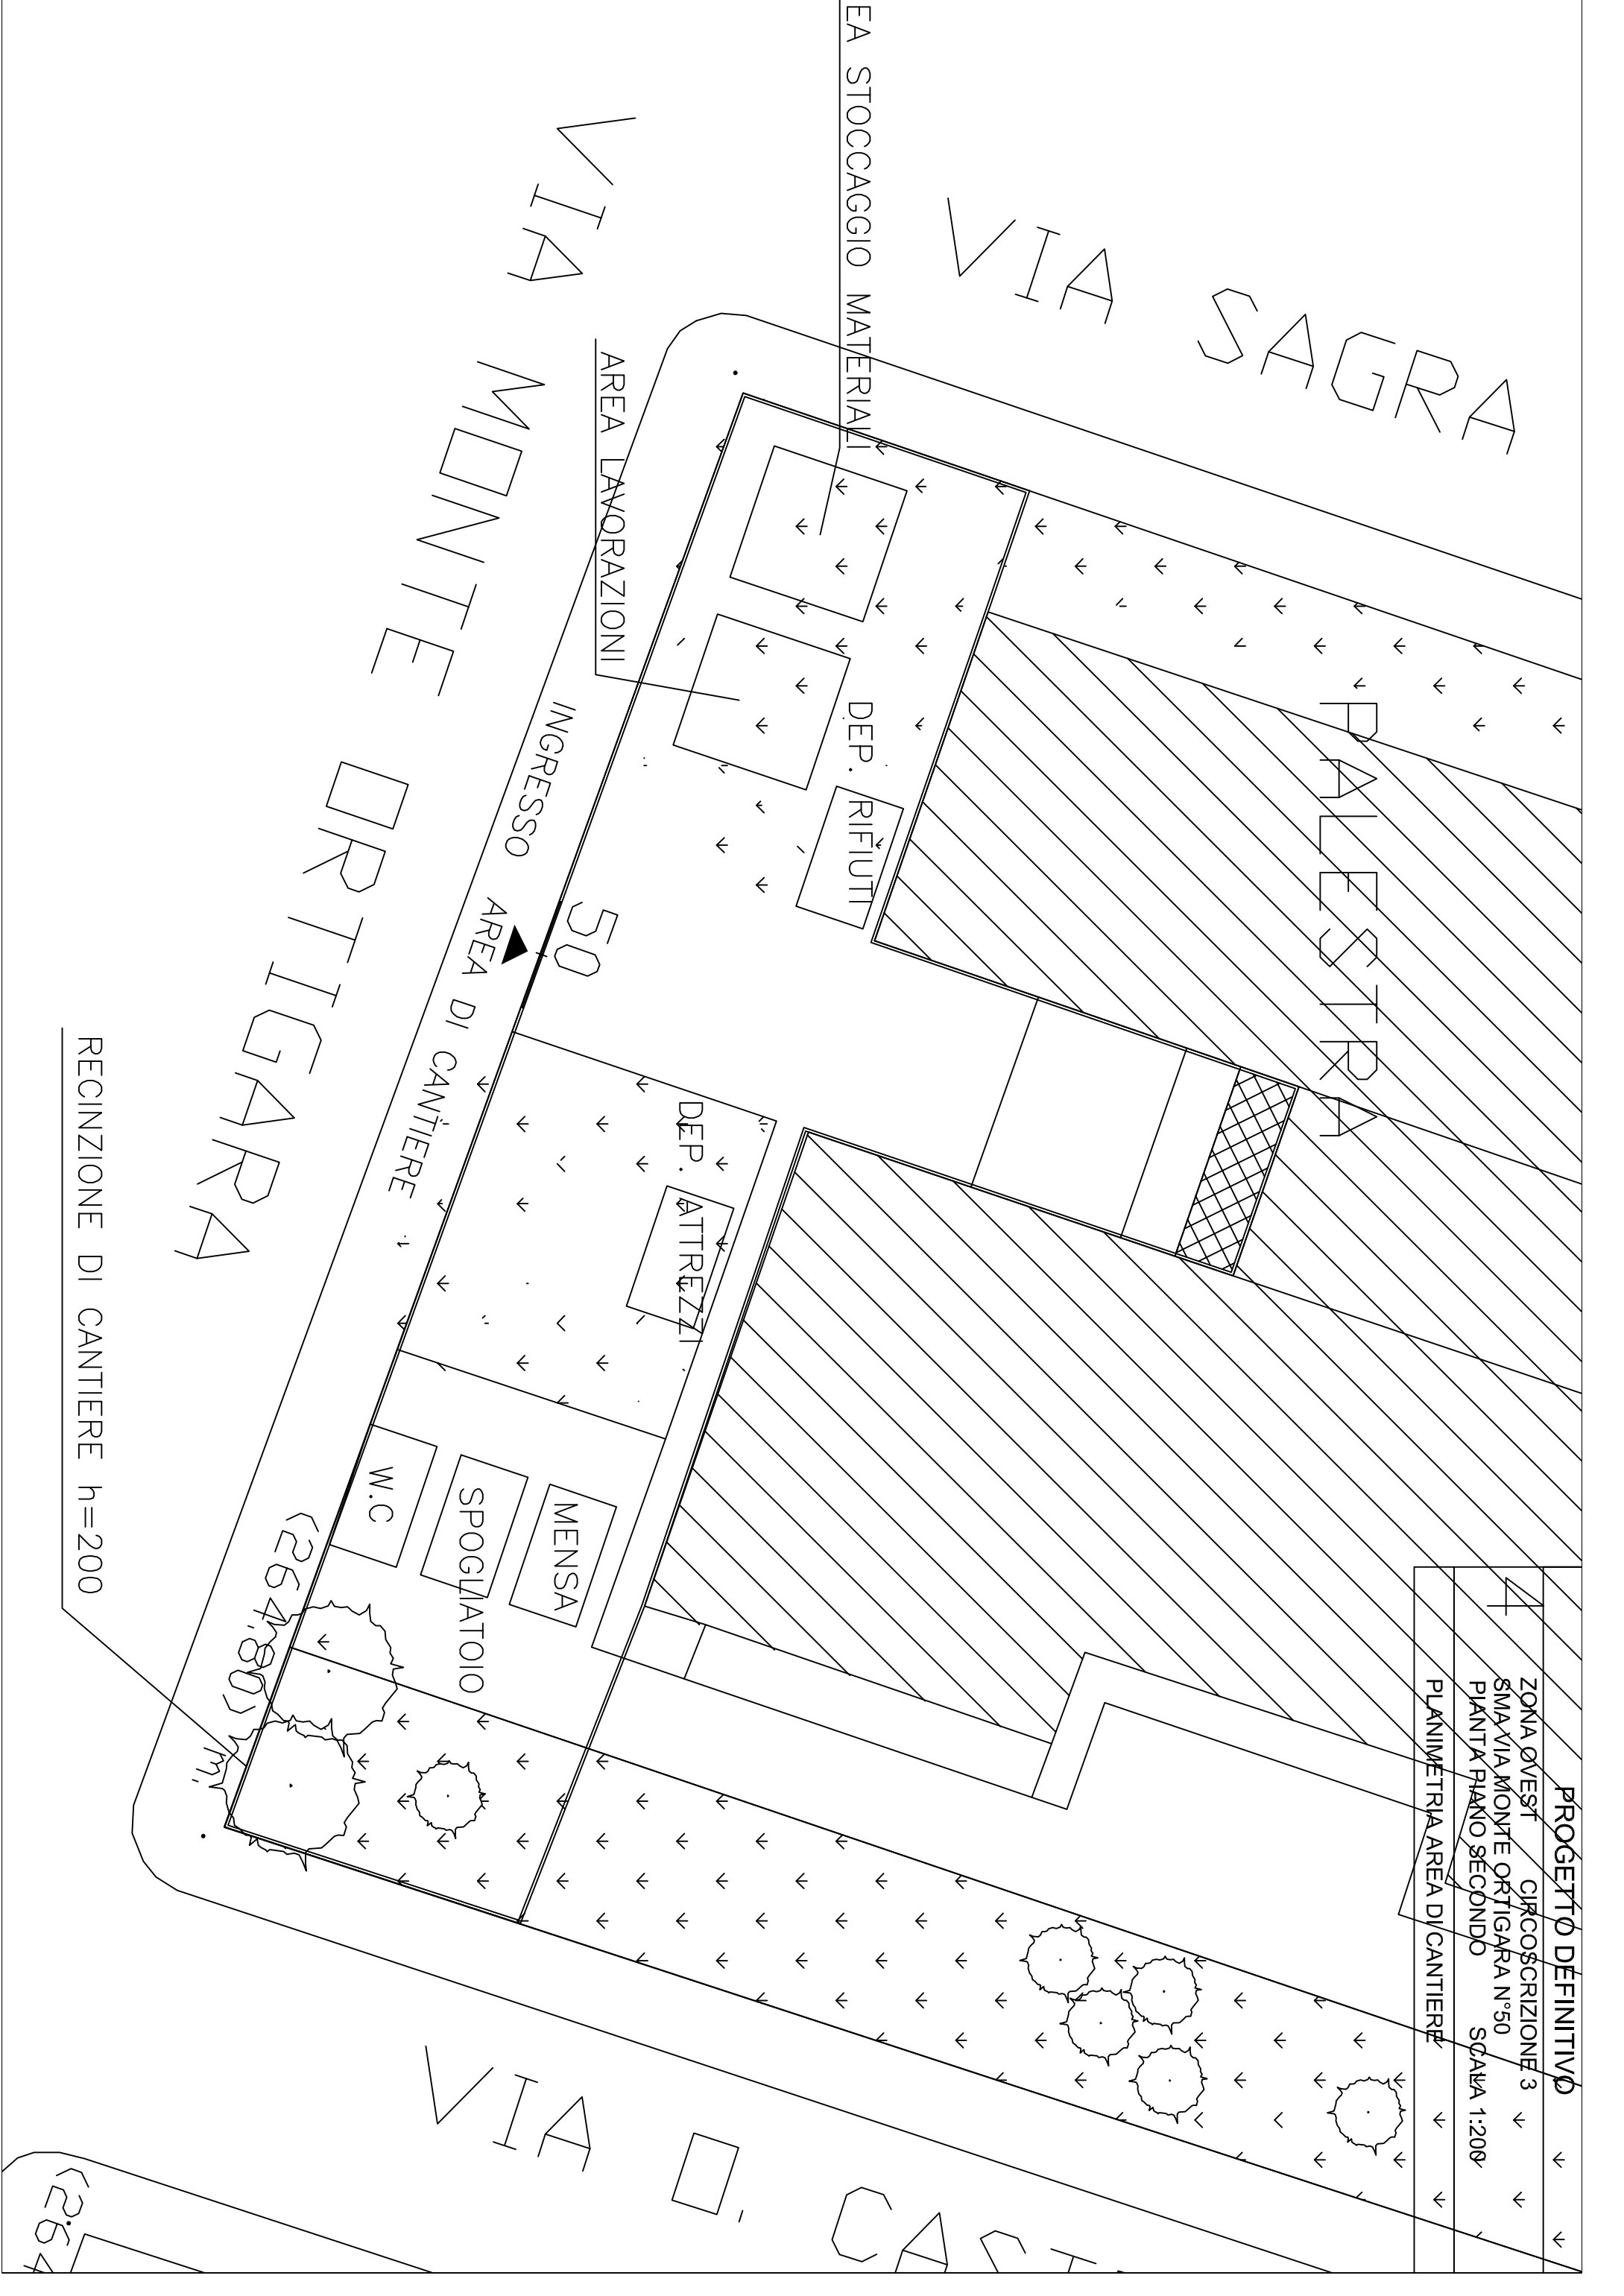 VIA SAGRA
EA STOCCAGGIO MATERIALI
AREA LAVORAZIONI
VIA MONTE ORTIGARA
INGRESSO AREA DI CANTIERE
50
DEP. RIFIUTI
PALESTRA
DEP. ATTREZZI
W.C
SPOGLIATOIO
MENSA
RECINZIONE DI CANTIERE h=200
(264,80)
VIA O. CAST
(264
4
PROGETTO DEFINITIVO
ZONA OVEST CIRCOSCRIZIONE 3
SMA VIA MONTE ORTIGARA N°50
PIANTA PIANO SECONDO SCALA 1:200
PLANIMETRIA AREA DI CANTIERE